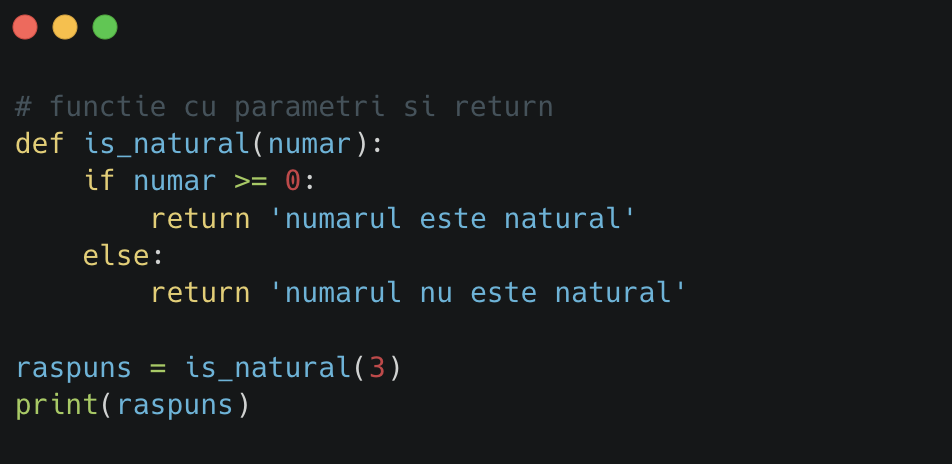 # functie cu parametri si return
def is_natural(numar):
    if numar >= 0:
        return 'numarul este natural'
    else:
        return 'numarul nu este natural'

raspuns = is_natural(3)
print(raspuns)